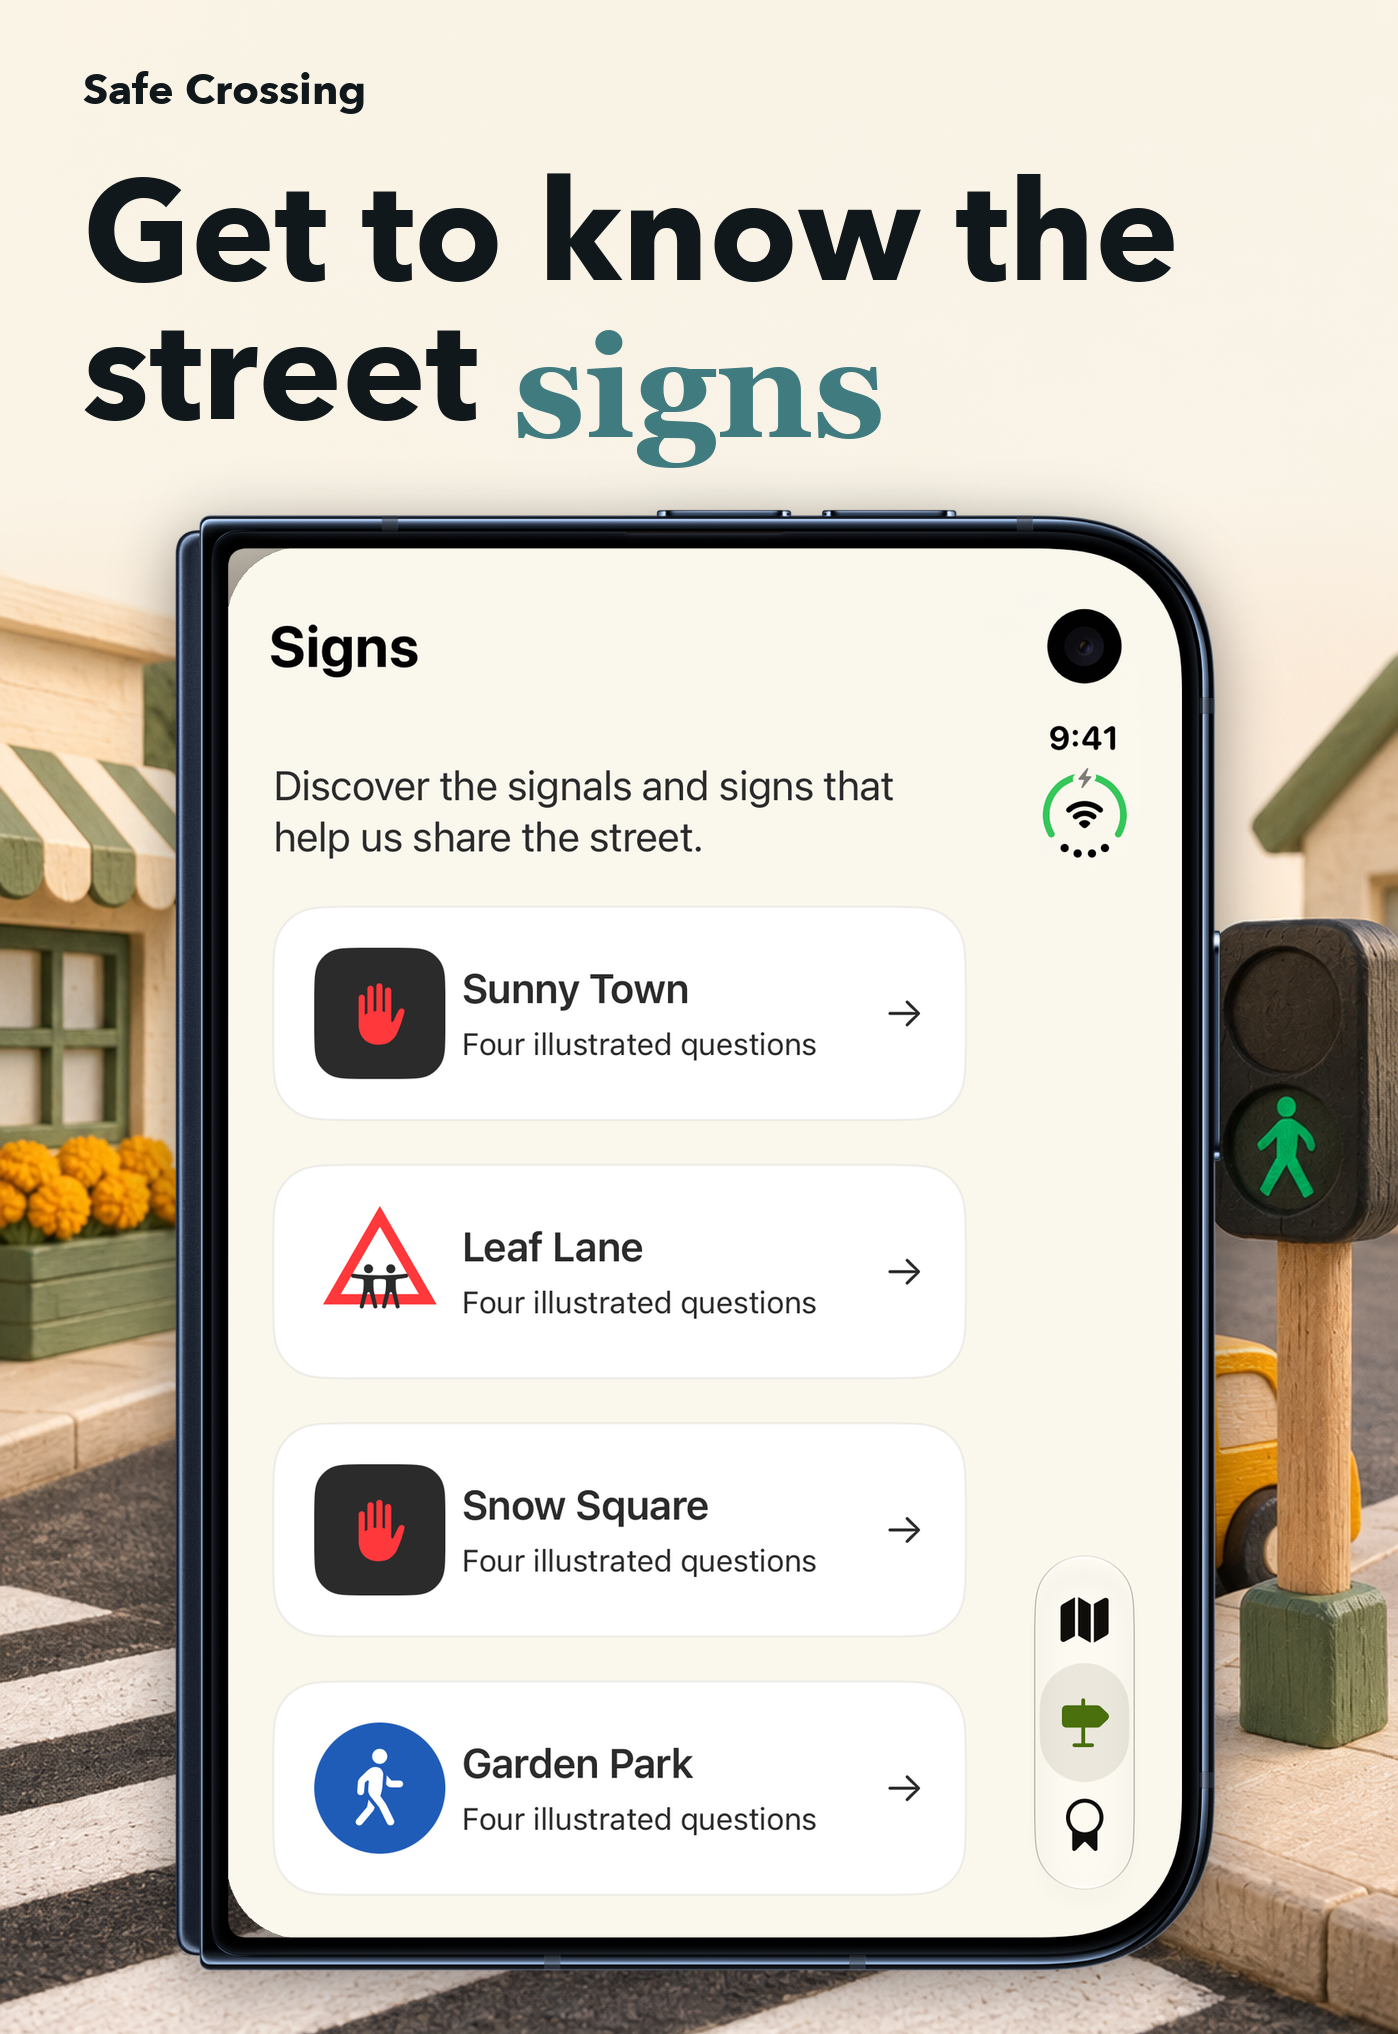 Safe Crossing
Get to know the
street signs
Signs
9:41
Discover the signals and signs that
help us share the street.
Sunny Town
Four illustrated questions
Leaf Lane
Four illustrated questions
Snow Square
Four illustrated questions
Garden Park
Four illustrated questions